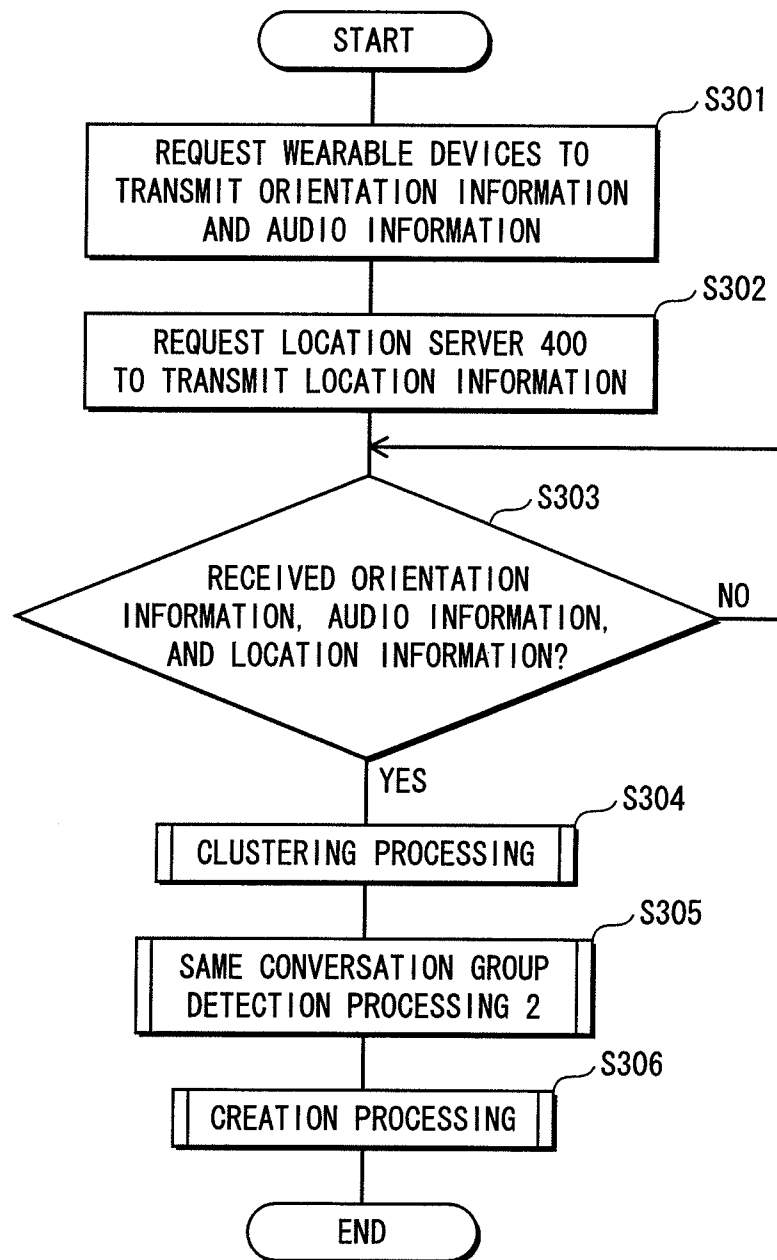 START
S301
REQUEST WEARABLE DEVICES TO
TRANSMIT ORIENTATION INFORMATION
AND AUDIO INFORMATION
S302
REQUEST LOCATION SERVER 400
TO TRANSMIT LOCATION INFORMATION
S303
RECEIVED ORIENTATION
INFORMATION, AUDIO INFORMATION,
AND LOCATION INFORMATION?
NO
YES
S304
CLUSTERING PROCESSING
S305
SAME CONVERSATION GROUP
DETECTION PROCESSING 2
S306
CREATION PROCESSING
END